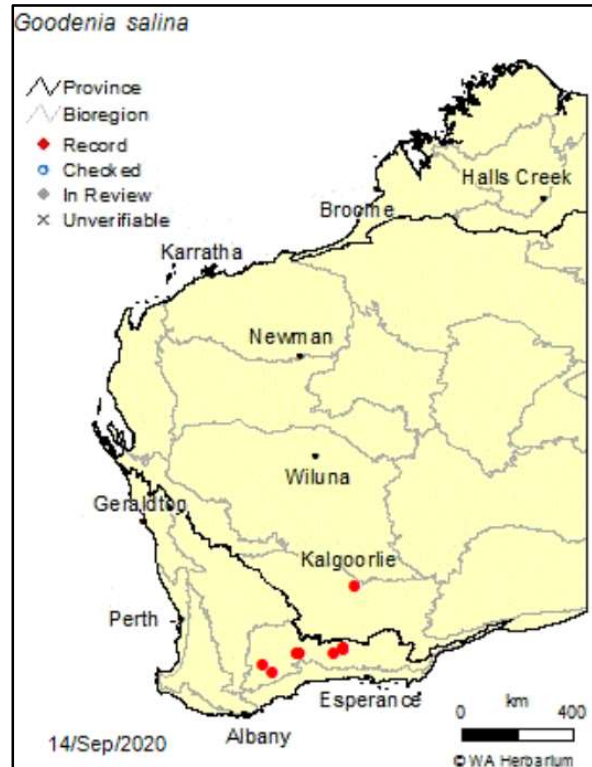 Goodenia salina
Province
Bioregion
Record
Checked
In Review
Unverifiable
Halls Creek
Broome
Karratha
Newman
Wiluna
Geraldton
Kalgoorlie
Perth
Esperance
Albany
km
0 400
14/Sep/2020
© WA Herbarium